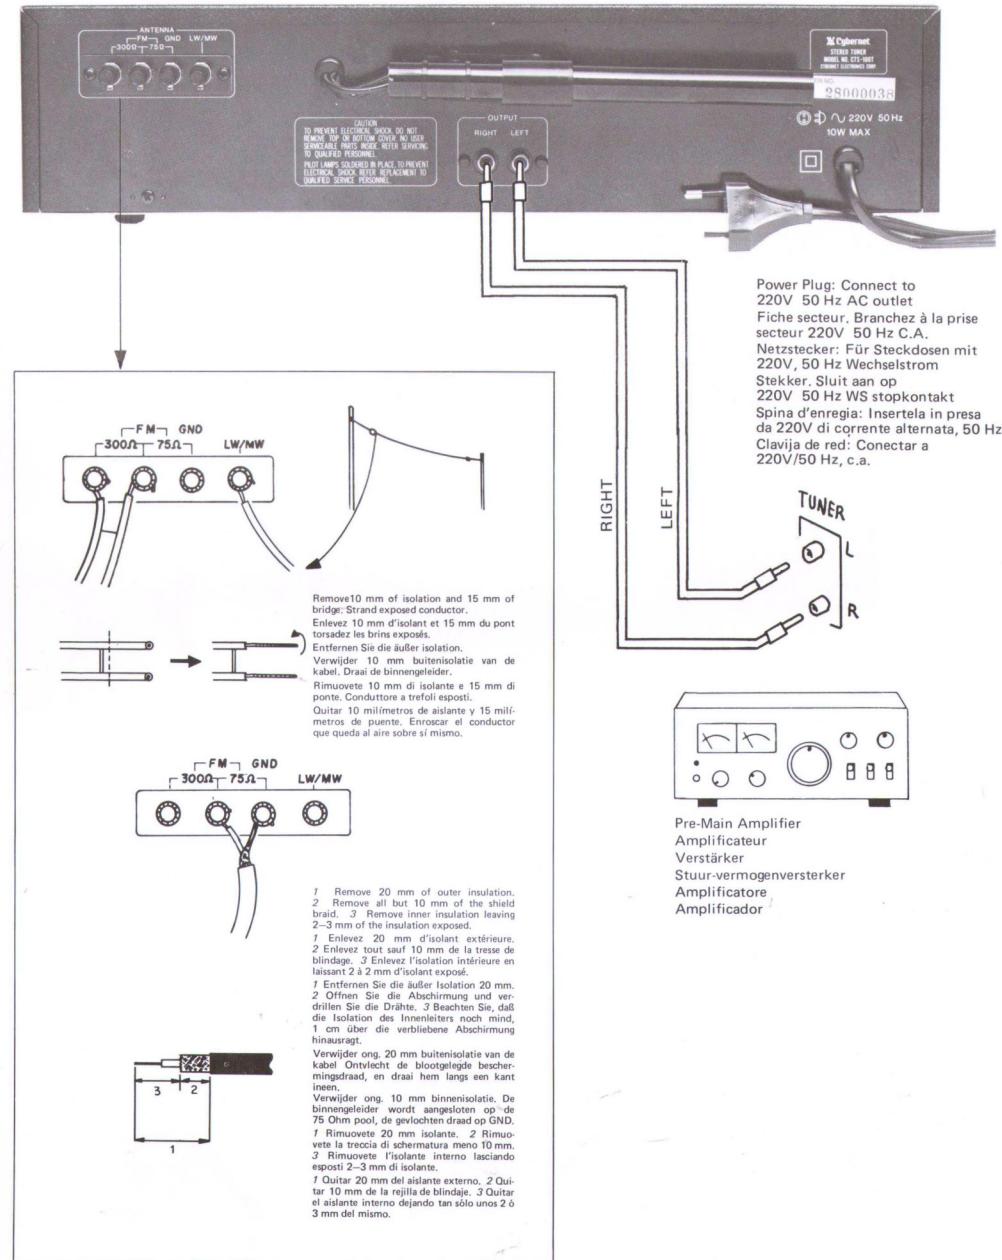 ANTENNA
FM GND LW/MW
300Ω 75Ω
CAUTION
TO PREVENT ELECTRICAL SHOCK, DO NOT
REMOVE TOP OR BOTTOM COVER. NO USER
SERVICEABLE PARTS INSIDE. REFER SERVICING
TO QUALIFIED PERSONNEL.
PILOT LAMPS SOLDERED IN PLACE. TO PREVENT
ELECTRICAL SHOCK, REFER REPLACEMENT TO
QUALIFIED SERVICE PERSONNEL.
OUTPUT
RIGHT LEFT
Cybernet
STEREO TUNER
MODEL NO. CTS-100T
CYBERNET ELECTRONICS CORP.
28000038
220V 50Hz
10W MAX
Power Plug: Connect to
220V 50 Hz AC outlet
Fiche secteur. Branchez à la prise
secteur 220V 50 Hz C.A.
Netzstecker: Für Steckdosen mit
220V, 50 Hz Wechselstrom
Stekker. Sluit aan op
220V 50 Hz WS stopkontakt
Spina d'enregia: Insertela in presa
da 220V di corrente alternata, 50 Hz
Clavija de red: Conectar a
220V/50 Hz, c.a.
RIGHT
LEFT
TUNER
L
R
Pre-Main Amplifier
Amplificateur
Verstärker
Stuur-vermogenversterker
Amplificatore
Amplificador
FM GND
300Ω 75Ω LW/MW
Remove10 mm of isolation and 15 mm of
bridge: Strand exposed conductor.
Enlevez 10 mm d'isolant et 15 mm du pont
torsadez les brins exposés.
Entfernen Sie die äußer isolation.
Verwijder 10 mm buitenisolatie van de
kabel. Draai de binnengeleider.
Rimuovete 10 mm di isolante e 15 mm di
ponte. Conduttore a trefoli esposti.
Quitar 10 milímetros de aislante y 15 milí-
metros de puente. Enroscar el conductor
que queda al aire sobre sí mismo.
FM GND
300Ω 75Ω LW/MW
1 Remove 20 mm of outer insulation.
2 Remove all but 10 mm of the shield
braid. 3 Remove inner insulation leaving
2–3 mm of the insulation exposed.
1 Enlevez 20 mm d'isolant extérieure.
2 Enlevez tout sauf 10 mm de la tresse de
blindage. 3 Enlevez l'isolation intérieure en
laissant 2 à 2 mm d'isolant exposé.
1 Entfernen Sie die äußer Isolation 20 mm.
2 Offnen Sie die Abschirmung und ver-
drillen Sie die Drähte. 3 Beachten Sie, daß
die Isolation des Innenleiters noch mind,
1 cm über die verbliebene Abschirmung
hinausragt.
Verwijder ong. 20 mm buitenisolatie van de
kabel Ontvlecht de blootgelegde bescher-
mingsdraad, en draai hem langs een kant
ineen.
Verwijder ong. 10 mm binnenisolatie. De
binnengeleider wordt aangesloten op de
75 Ohm pool, de gevlochten draad op GND.
1 Rimuovete 20 mm isolante. 2 Rimuo-
vete la treccia di schermatura meno 10 mm.
3 Rimuovete l'isolante interno lasciando
esposti 2–3 mm di isolante.
1 Quitar 20 mm del aislante externo. 2 Qui-
tar 10 mm de la rejilla de blindaje. 3 Quitar
el aislante interno dejando tan sólo unos 2 ó
3 mm del mismo.
3 2
1